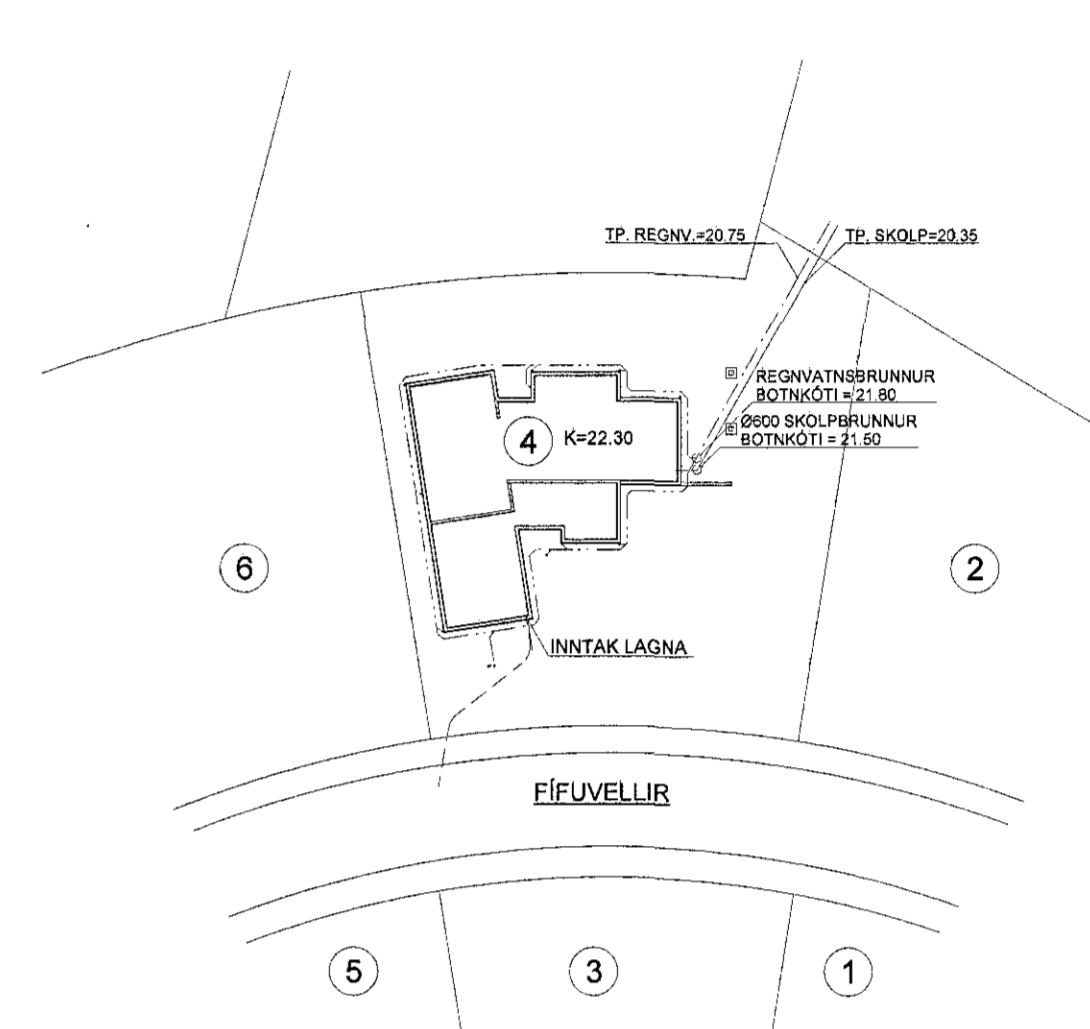 TP. REGNV.=20.75
TP. SKOLP=20.35
REGNVATNSBRUNNUR
BOTNKÓTI = 21.80
Ø600 SKOLPBRUNNUR
BOTNKÓTI = 21.50
4
K=22.30
6
2
INNTAK LAGNA
FÍFUVELLIR
5
3
1